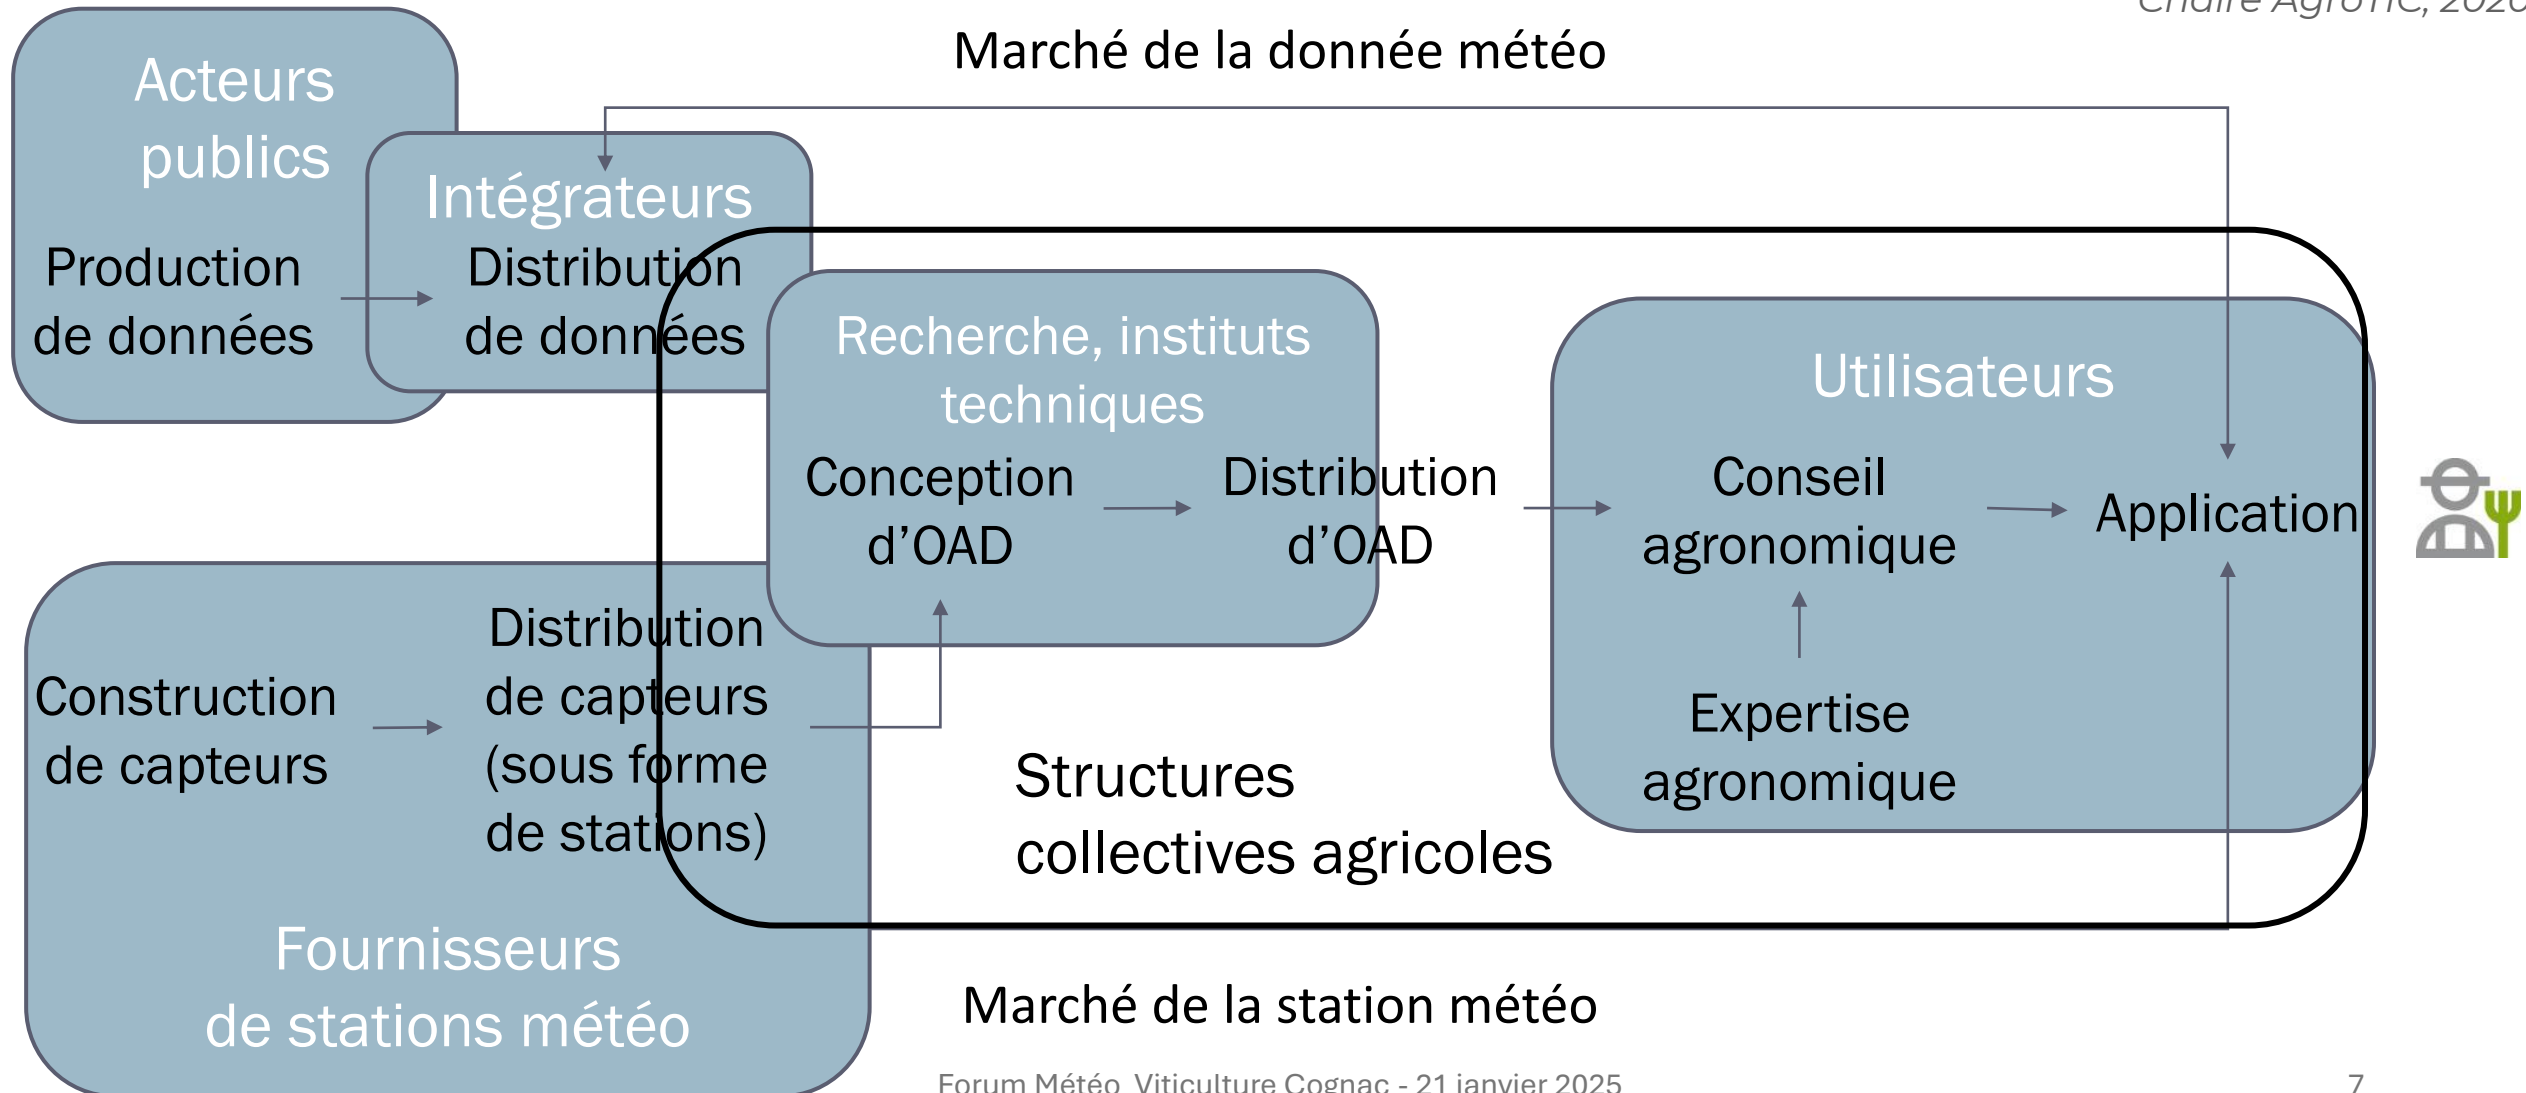 Chaire AgroTIC, 2020
Marché de la donnée météo
Acteurs
publics
Intégrateurs
Production
de données
Distribution
de données
Recherche, instituts
techniques
Utilisateurs
Conception
d’OAD
Distribution
d’OAD
Conseil
agronomique
Application
Construction
de capteurs
Distribution
de capteurs
(sous forme
de stations)
Expertise
agronomique
Structures
collectives agricoles
Fournisseurs
de stations météo
Marché de la station météo
Forum Météo Viticulture Cognac - 21 janvier 2025
7